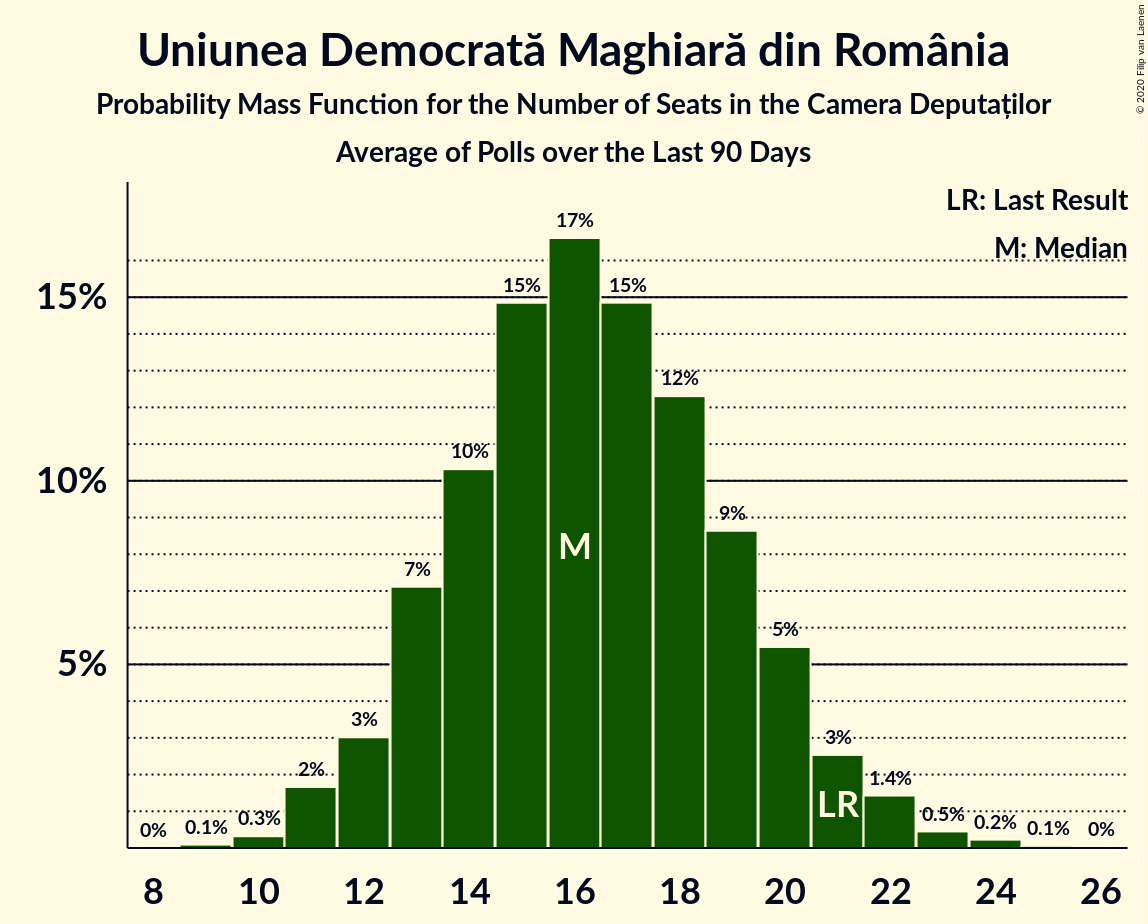 Uniunea Democrată Maghiară din România
Probability Mass Function for the Number of Seats in the Camera Deputaților
Average of Polls over the Last 90 Days
© 2020 Filip van Laenen
LR: Last Result
M: Median
15%
10%
5%
0%
0.1%
0.3%
2%
3%
7%
10%
15%
17%
15%
12%
9%
5%
3%
1.4%
0.5%
0.2%
0.1%
0%
M
LR
8 10 12 14 16 18 20 22 24 26